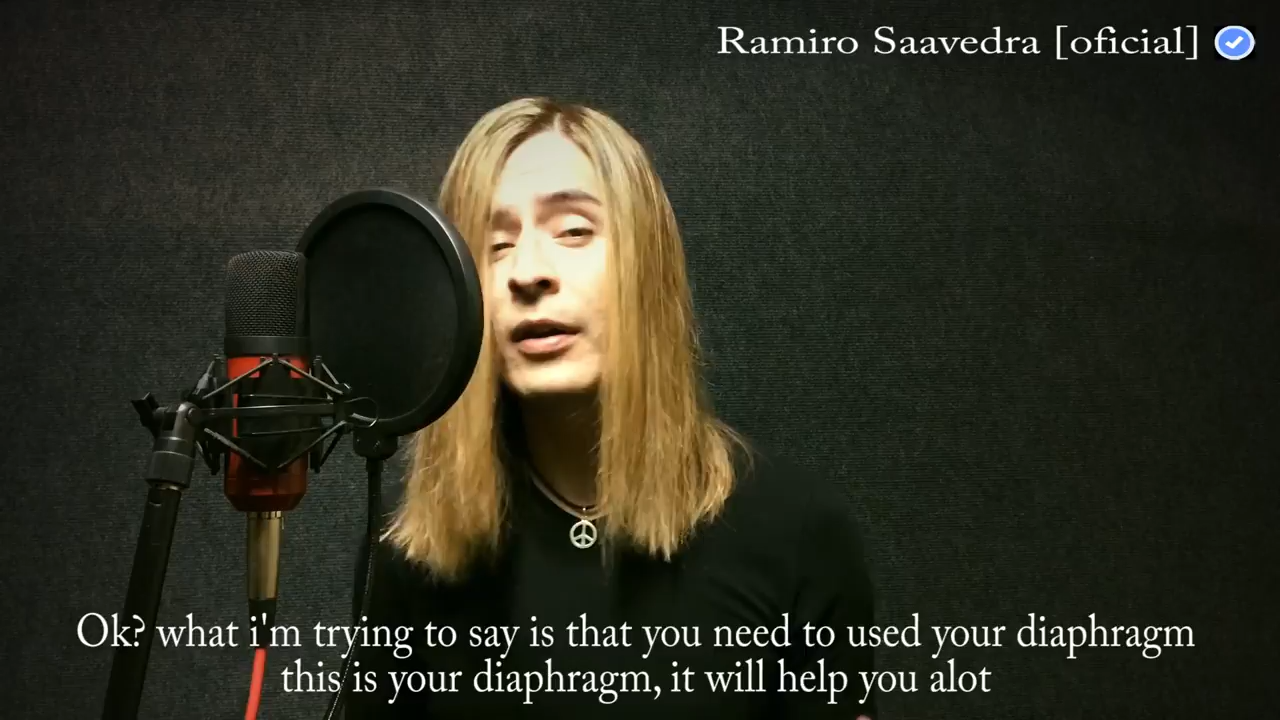 Ramiro Saavedra [oficial]
Ok? what i'm trying to say is that you need to used your diaphragm
this is your diaphragm, it will help you alot